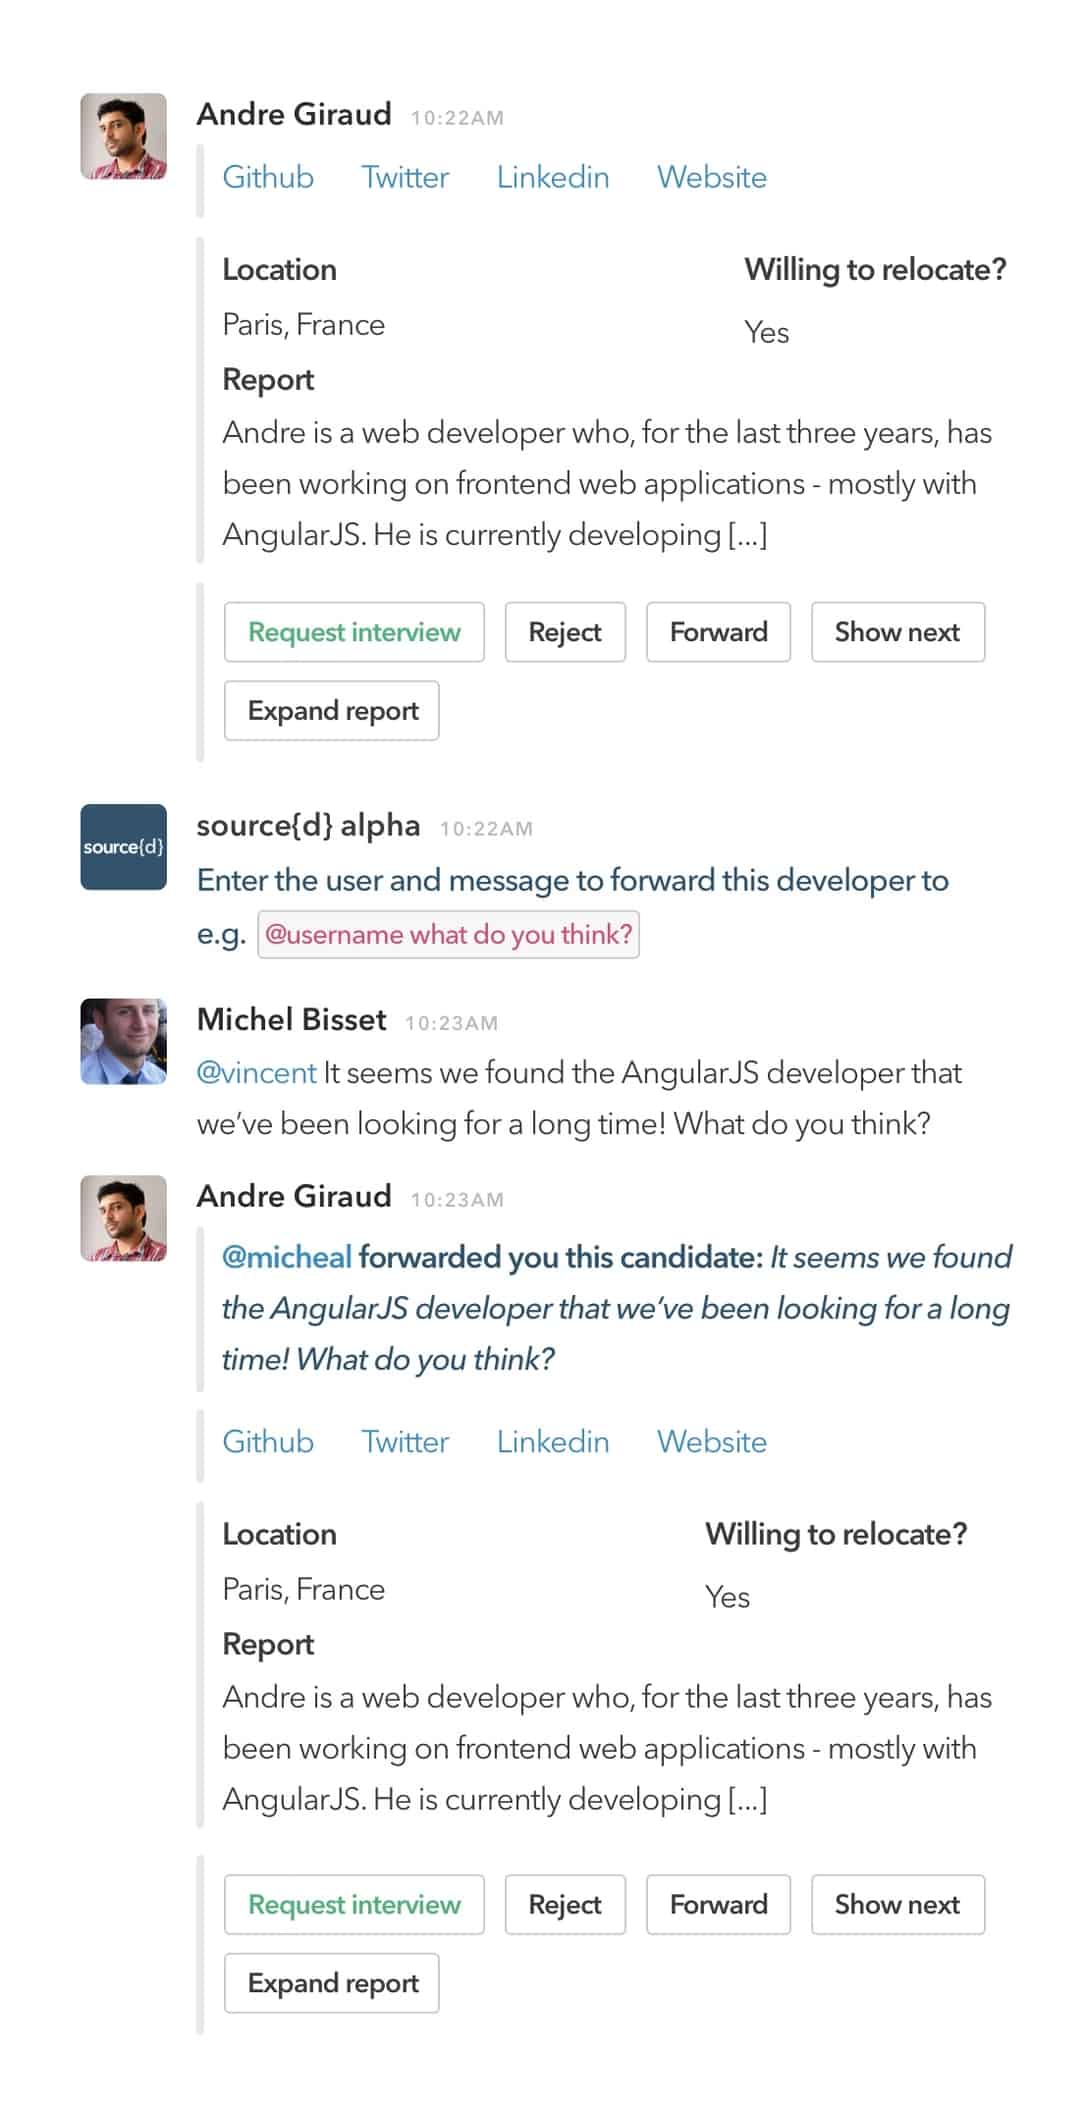 Andre Giraud 10:22AM
Github Twitter Linkedin Website
Location Willing to relocate?
Paris, France Yes
Report
Andre is a web developer who, for the last three years, has
been working on frontend web applications - mostly with
AngularJS. He is currently developing [...]
Request interview Reject Forward Show next
Expand report
source{d} source{d} alpha 10:22AM
Enter the user and message to forward this developer to
e.g. @username what do you think?
Michel Bisset 10:23AM
@vincent It seems we found the AngularJS developer that
we’ve been looking for a long time! What do you think?
Andre Giraud 10:23AM
@micheal forwarded you this candidate: It seems we found
the AngularJS developer that we’ve been looking for a long
time! What do you think?
Github Twitter Linkedin Website
Location Willing to relocate?
Paris, France Yes
Report
Andre is a web developer who, for the last three years, has
been working on frontend web applications - mostly with
AngularJS. He is currently developing [...]
Request interview Reject Forward Show next
Expand report